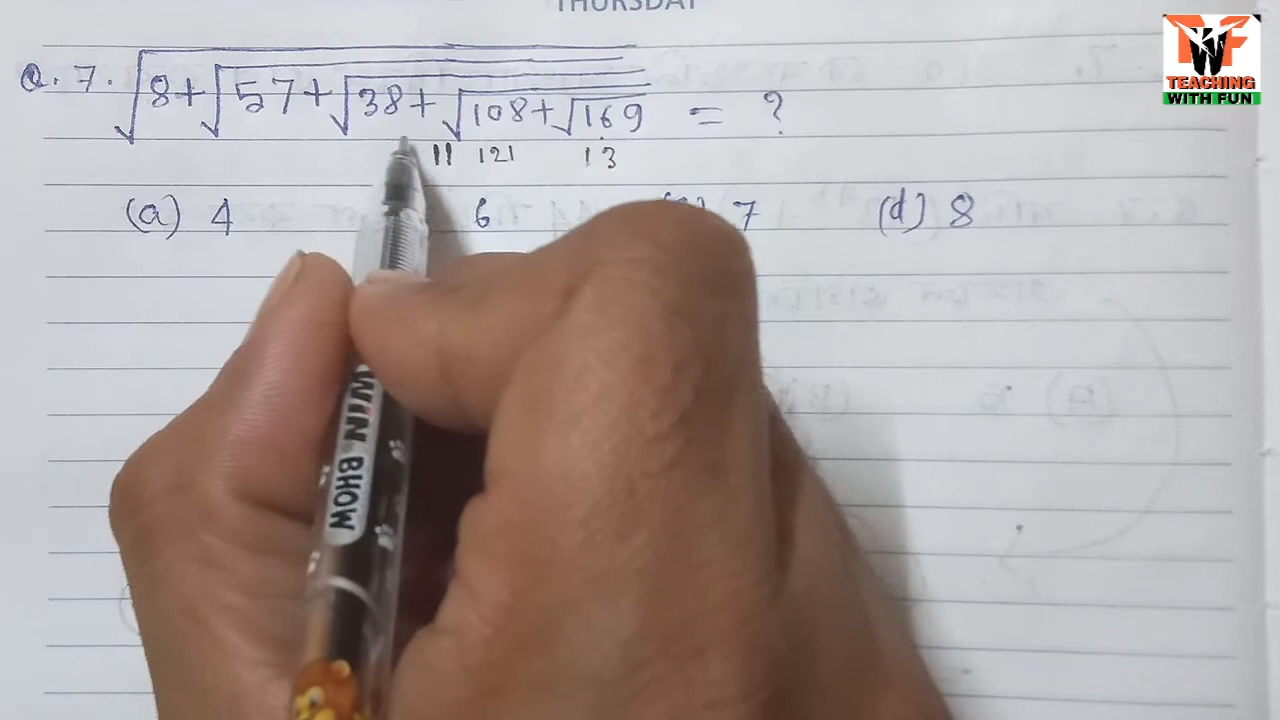 THURSDAY
TEACHING
WITH FUN
Q. 7. √8+√57+√38+√108+√169 = ?
11 121 13
(a) 4 6 7 (d) 8
WIN BHOW